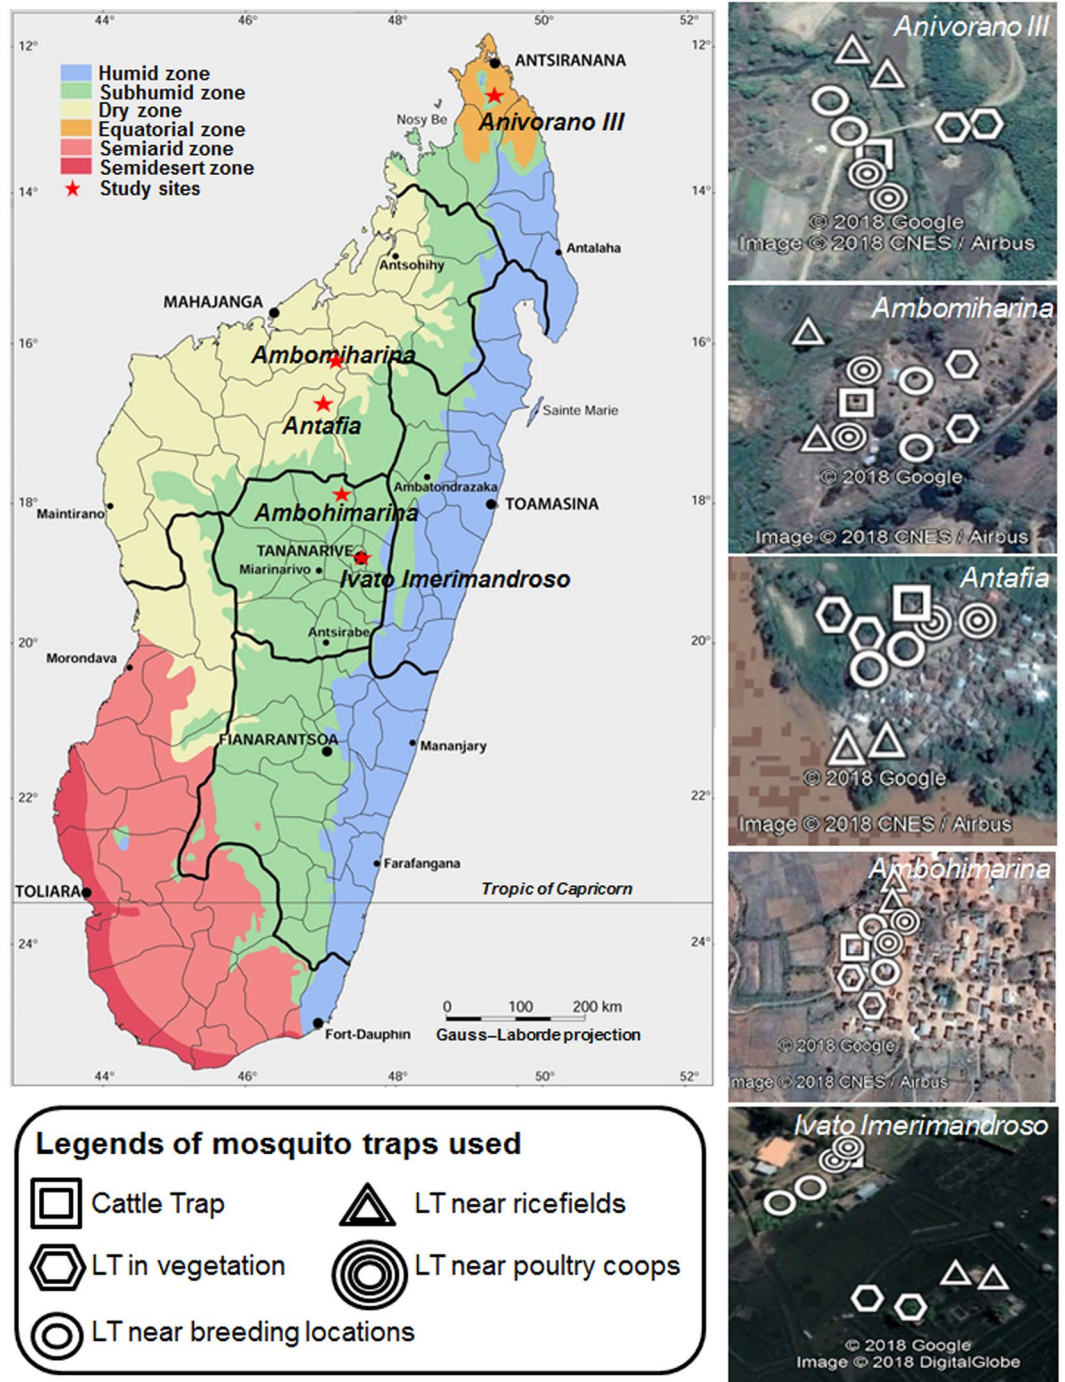 44° 46° 48° 50° 52°
12° 12°
Humid zone
Subhumid zone
Dry zone
Equatorial zone
Semiarid zone
Semidesert zone
Study sites
ANTSIRANANA
Nosy Be
Anivorano III
14° 14°
Antalaha
Antsohihy
MAHAJANGA
16° 16°
Ambomiharina
Sainte Marie
Antafia
Ambatondrazaka
18° 18°
Maintirano
TOAMASINA
Ambohimarina
TANANARIVE
Miarinarivo
Ivato Imerimandroso
Antsirabe
20° 20°
Morondava
FIANARANTSOA
Mananjary
22° 22°
Farafangana
TOLIARA
Tropic of Capricorn
24° 24°
0 100 200 km
Gauss–Laborde projection
Fort-Dauphin
44° 46° 48° 50° 52°
Anivorano III
© 2018 Google
Image © 2018 CNES / Airbus
Ambomiharina
© 2018 Google
Image © 2018 CNES / Airbus
Antafia
© 2018 Google
Image © 2018 CNES / Airbus
Ambohimarina
© 2018 Google
mage © 2018 CNES / Airbus
Ivato Imerimandroso
© 2018 Google
Image © 2018 DigitalGlobe
Legends of mosquito traps used
Cattle Trap
LT near ricefields
LT in vegetation
LT near poultry coops
LT near breeding locations